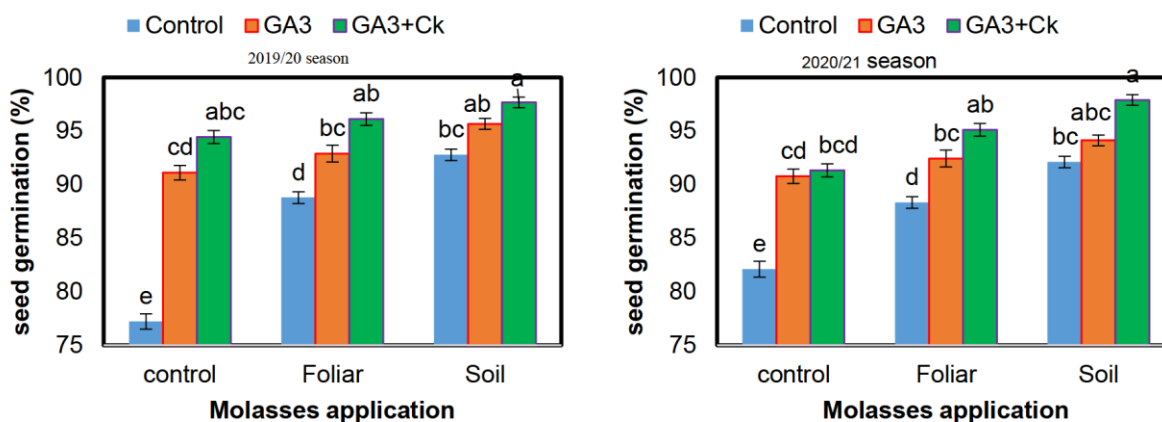 Control GA3 GA3+Ck
2019/20 season
seed germination (%)
100
95
90
85
80
75
e
cd
abc
d
bc
ab
bc
ab
a
control Foliar Soil
Molasses application
Control GA3 GA3+Ck
2020/21 season
seed germination (%)
100
95
90
85
80
75
e
cd
bcd
d
bc
ab
bc
abc
a
control Foliar Soil
Molasses application